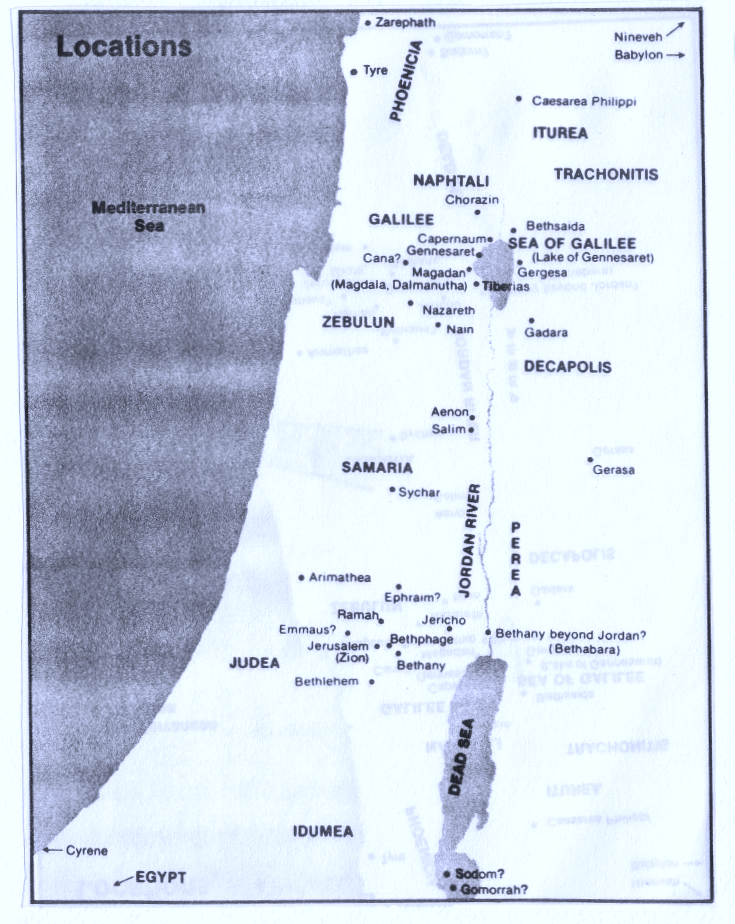 Locations
Zarephath
Nineveh
Babylon
Tyre
PHOENICIA
Caesarea Philippi
ITUREA
TRACHONITIS
NAPHTALI
Chorazin
Mediterranean
Sea
GALILEE
Bethsaida
Capernaum
SEA OF GALILEE
(Lake of Gennesaret)
Gennesaret
Cana?
Magadan
Gergesa
(Magdala, Dalmanutha)
Tiberias
Nazareth
ZEBULUN
Nain
Gadara
DECAPOLIS
Aenon
Salim
SAMARIA
Gerasa
Sychar
JORDAN RIVER
PEREA
Arimathea
Ephraim?
Ramah
Jericho
Emmaus?
Bethany beyond Jordan?
(Bethabara)
Bethphage
Jerusalem
(Zion)
JUDEA
Bethany
Bethlehem
DEAD SEA
IDUMEA
Cyrene
EGYPT
Sodom?
Gomorrah?